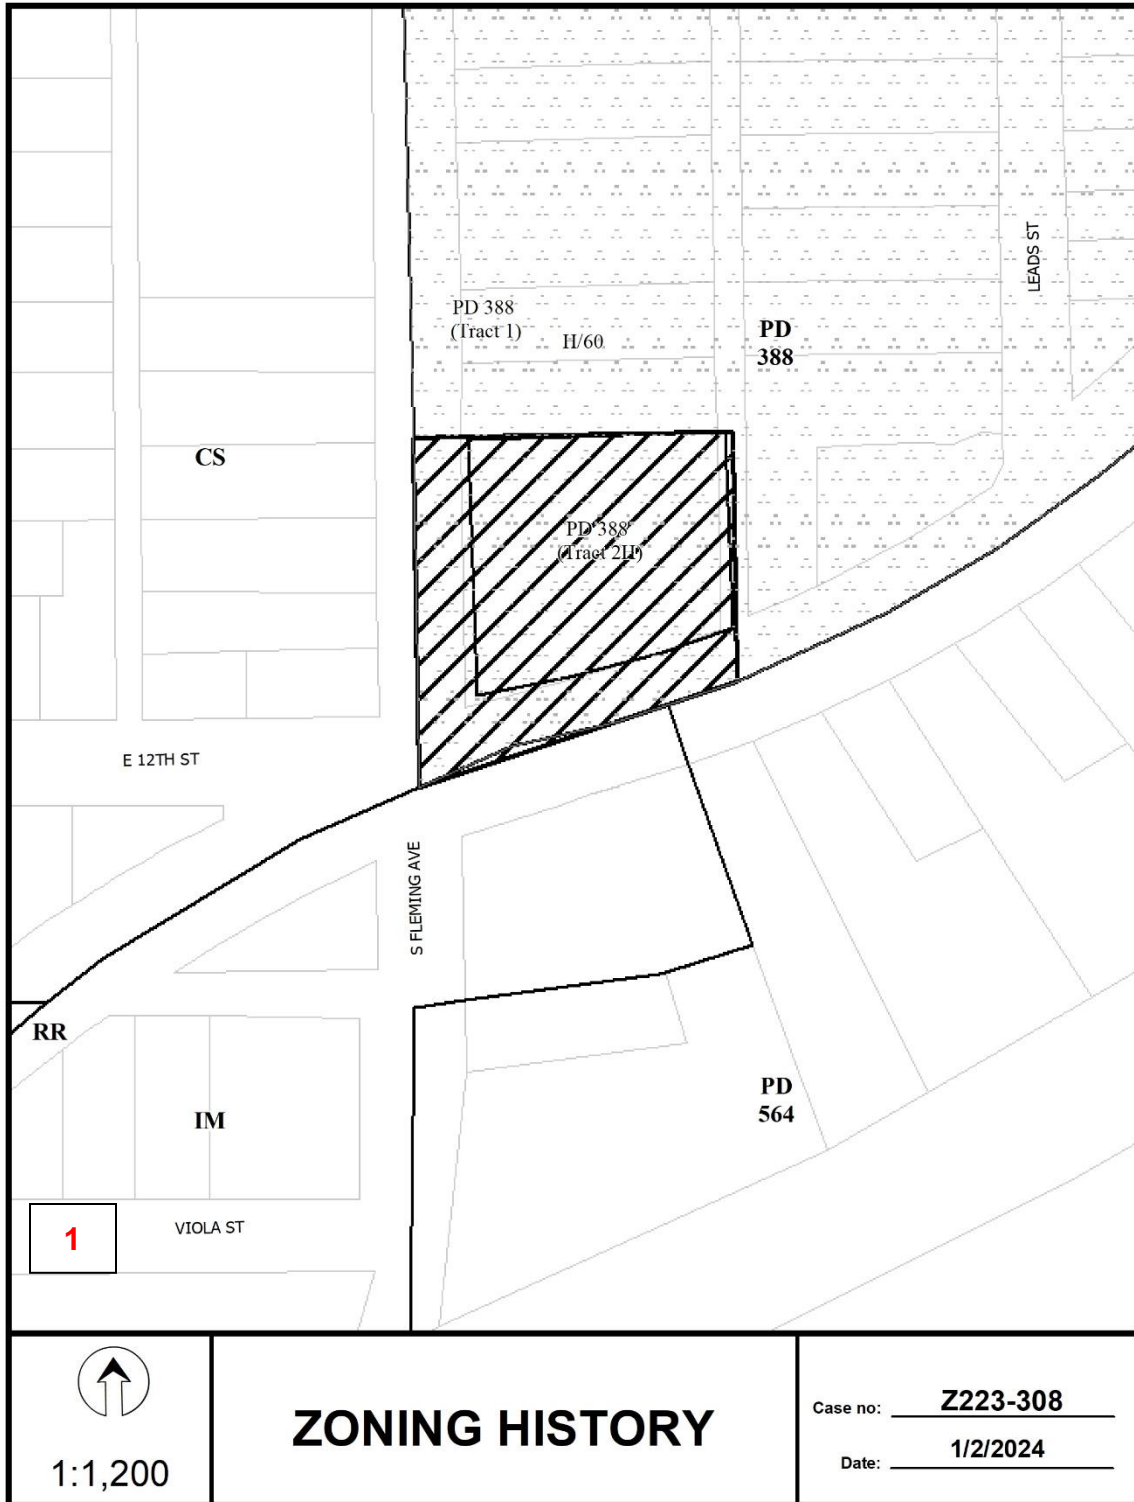 LEADS ST
PD 388
(Tract 1)
H/60
PD
388
CS
PD 388
(Tract 2H)
E 12TH ST
S FLEMING AVE
RR
IM
PD
564
1
VIOLA ST
1:1,200
ZONING HISTORY
Case no: Z223-308
Date: 1/2/2024